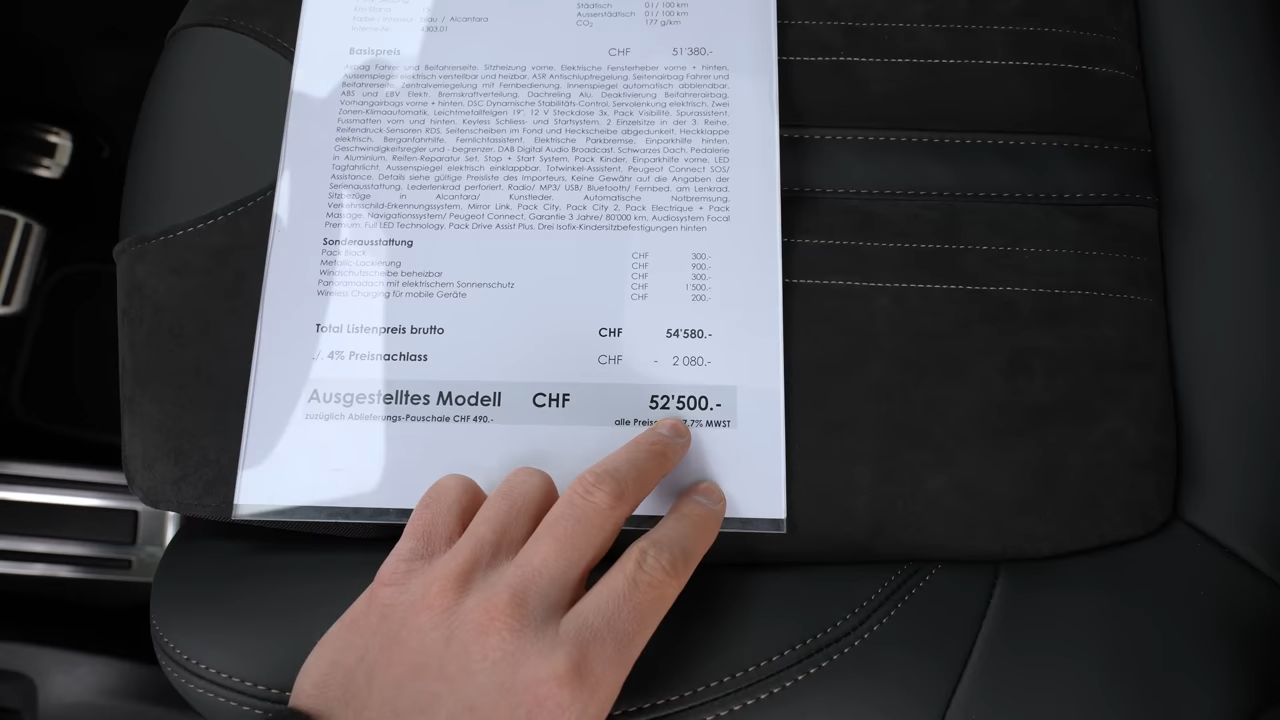 Städtisch 0 l / 100 km
Ausserstädtisch 0 l / 100 km
CO2 177 g/km
blau / Alcantara
4303.01
Basispreis CHF 51'380.-
Airbag Fahrer und Beifahrerseite, Sitzheizung vorne, Elektrische Fensterheber vorne + hinten,
Aussenspiegel elektrisch verstellbar und heizbar, ASR Antischlupfregelung, Seitenairbag Fahrer und
Beifahrerseite, Zentralverriegelung mit Fernbedienung, Innenspiegel automatisch abblendbar,
ABS und EBV Elektr. Bremskraftverteilung, Dachreling Alu, Deaktivierung Beifahrerairbag,
Vorhangairbags vorne + hinten, DSC Dynamische Stabilitäts-Control, Servolenkung elektrisch, Zwei
Zonen-Klimaautomatik, Leichtmetallfelgen 19", 12 V Steckdose 3x, Pack Visibilité, Spurassistent,
Fussmatten vorn und hinten, Keyless Schliess- und Startsystem, 2 Einzelsitze in der 3. Reihe,
Reifendruck-Sensoren RDS, Seitenscheiben im Fond und Heckscheibe abgedunkelt, Heckklappe
elektrisch, Berganfahrhilfe, Fernlichtassistent, Elektrische Parkbremse, Einparkhilfe hinten,
Geschwindigkeitsregler und - begrenzer, DAB Digital Audio Broadcast, Schwarzes Dach, Pedalerie
in Aluminium, Reifen-Reparatur Set, Stop + Start System, Pack Kinder, Einparkhilfe vorne, LED
Tagfahrlicht, Aussenspiegel elektrisch einklappbar, Totwinkel-Assistent, Peugeot Connect SOS/
Assistance, Details siehe gültige Preisliste des Importeurs, Keine Gewähr auf die Angaben der
Serienausstattung, Lederlenkrad perforiert, Radio/ MP3/ USB/ Bluetooth/ Fernbed. am Lenkrad,
Sitzbezüge in Alcantara/ Kunstleder, Automatische Notbremsung,
Verkehrsschild-Erkennungssystem, Mirror Link, Pack City, Pack City 2, Pack Electrique + Pack
Massage, Navigationssystem/ Peugeot Connect, Garantie 3 Jahre/ 80'000 km, Audiosystem Focal
Premium, Full LED Technology, Pack Drive Assist Plus, Drei Isofix-Kindersitzbefestigungen hinten
Sonderausstattung
Pack Black CHF 300.-
Metallic-Lackierung CHF 900.-
Windschutzscheibe beheizbar CHF 300.-
Panoramadach mit elektrischem Sonnenschutz CHF 1'500.-
Wireless Charging für mobile Geräte CHF 200.-
Total Listenpreis brutto CHF 54'580.-
./. 4% Preisnachlass CHF - 2 080.-
Ausgestelltes Modell CHF 52'500.-
zuzüglich Ablieferungs-Pauschale CHF 490.- alle 7.7% MWST